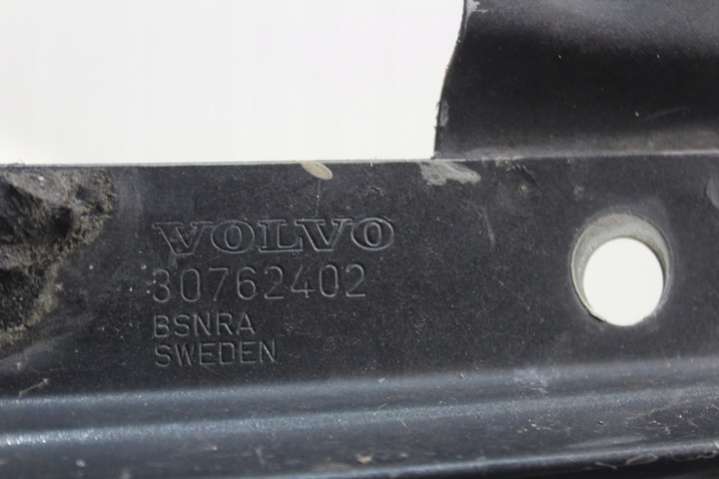 VOLVO
30762402
BSNRA
SWEDEN